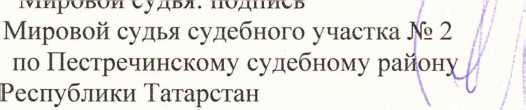 Мировой судья: подпись
Мировой судья судебного участка № 2
по Пестречинскому судебному району
Республики Татарстан